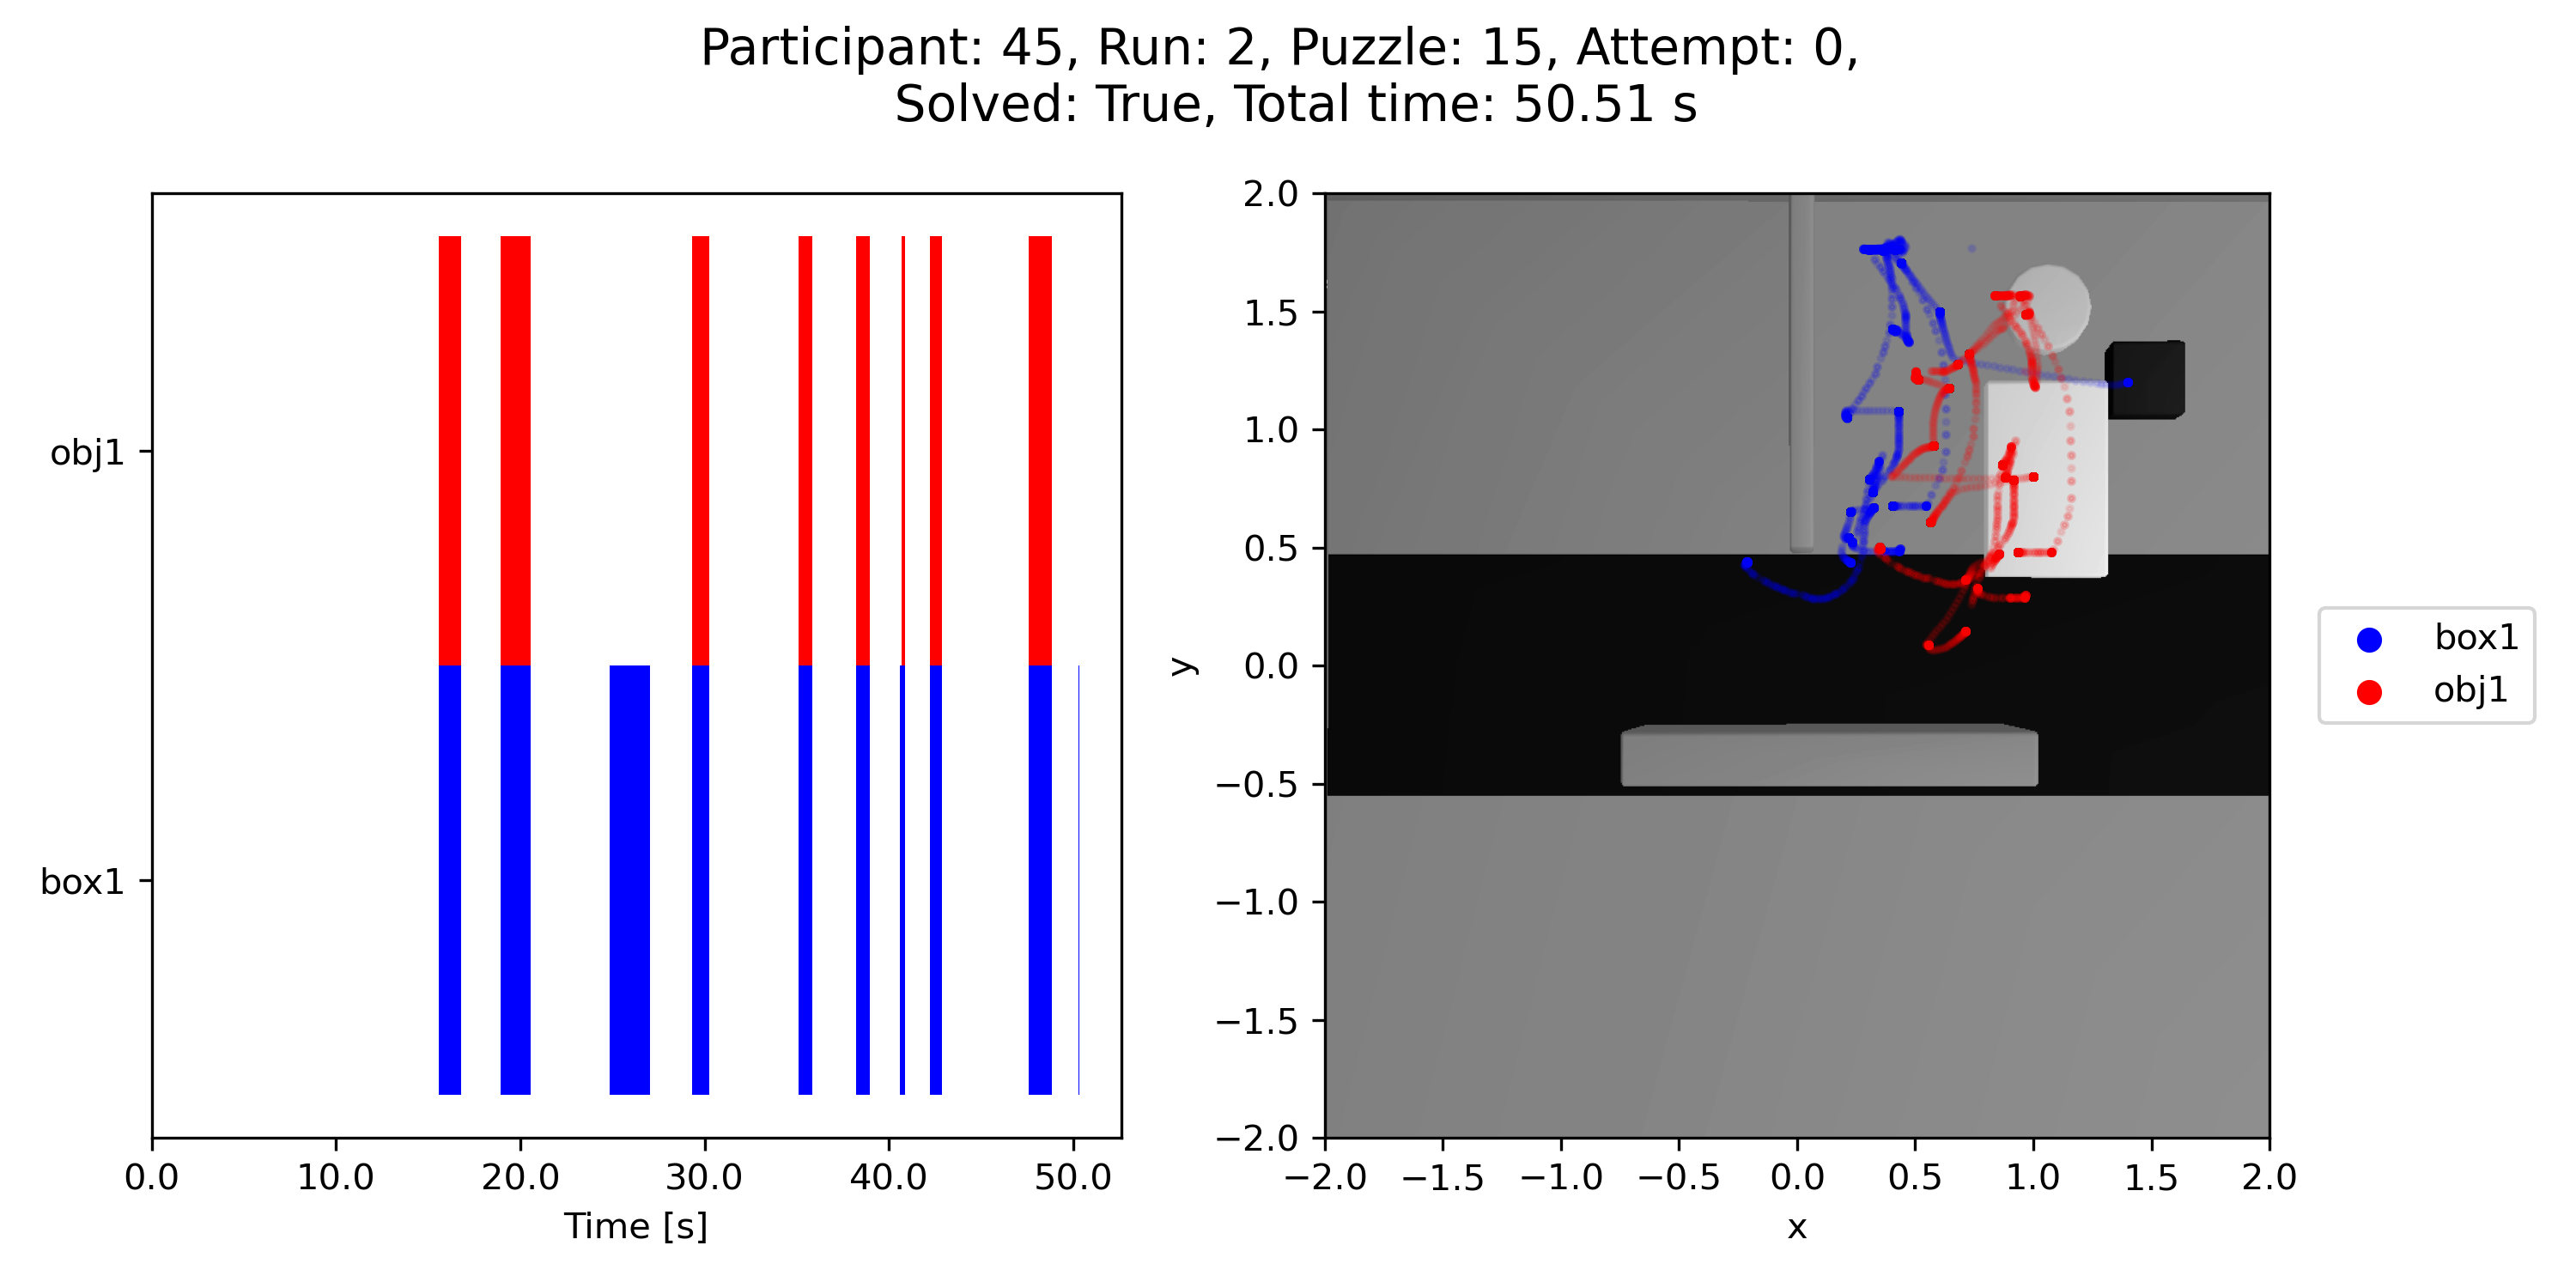 Participant: 45, Run: 2, Puzzle: 15, Attempt: 0,
Solved: True, Total time: 50.51 s
obj1
box1
0.0 10.0 20.0 30.0 40.0 50.0
Time [s]
2.0
1.5
1.0
0.5
0.0
−0.5
−1.0
−1.5
−2.0
y
−2.0 −1.5 −1.0 −0.5 0.0 0.5 1.0 1.5 2.0
x
box1
obj1